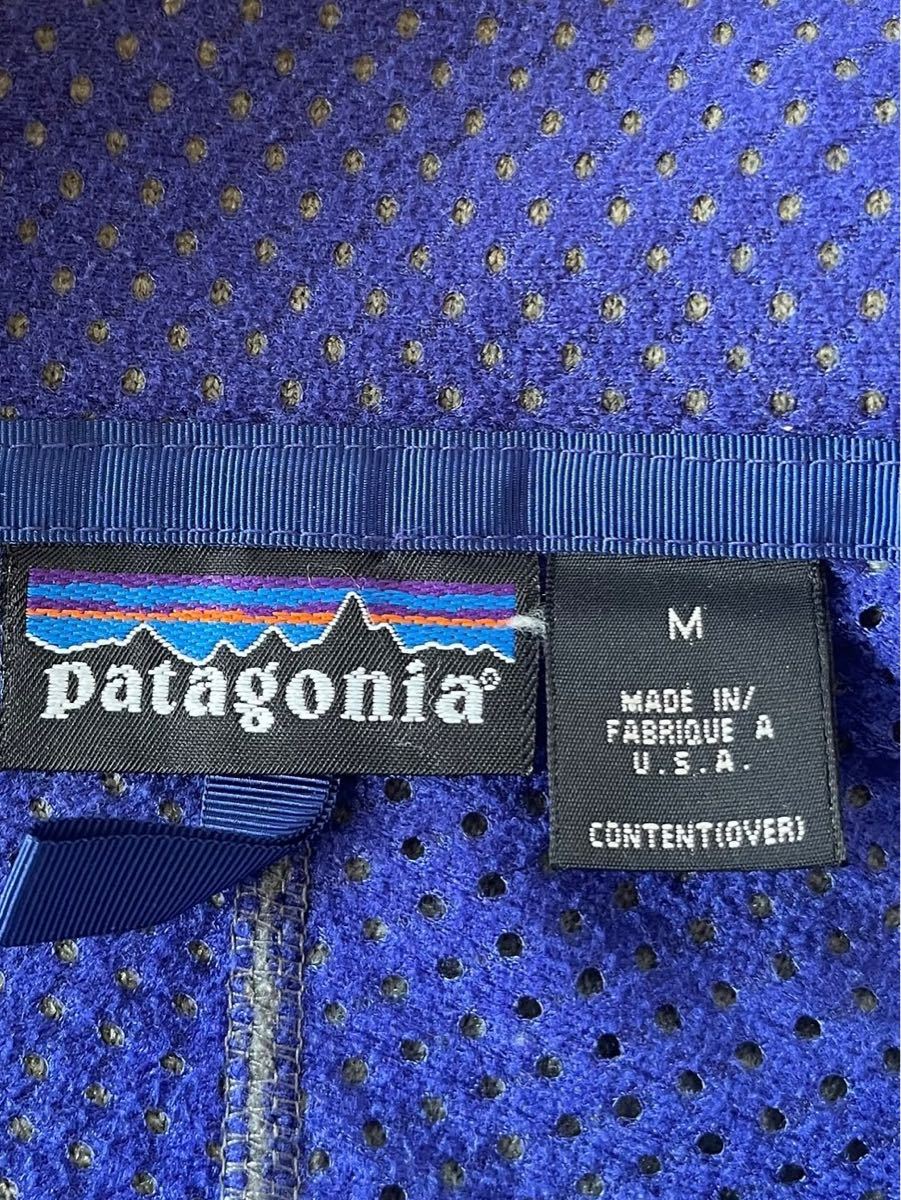 patagonia®
M
MADE IN/
FABRIQUE A
U.S.A.
CONTENT(OVER)